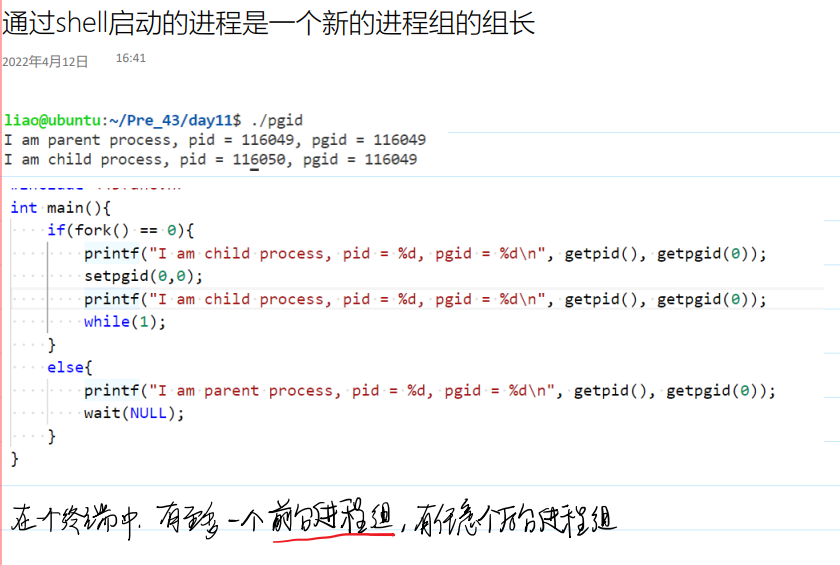 通过shell启动的进程是一个新的进程组的组长
2022年4月12日 16:41
liao@ubuntu:~/Pre_43/day11$ ./pgid
I am parent process, pid = 116049, pgid = 116049
I am child process, pid = 116050, pgid = 116049
int main(){
if(fork() == 0){
printf("I am child process, pid = %d, pgid = %d\n", getpid(), getpgid(0));
setpgid(0,0);
printf("I am child process, pid = %d, pgid = %d\n", getpid(), getpgid(0));
while(1);
}
else{
printf("I am parent process, pid = %d, pgid = %d\n", getpid(), getpgid(0));
wait(NULL);
}
}
在个终端中, 有至多一个前台进程组, 有任意个后台进程组